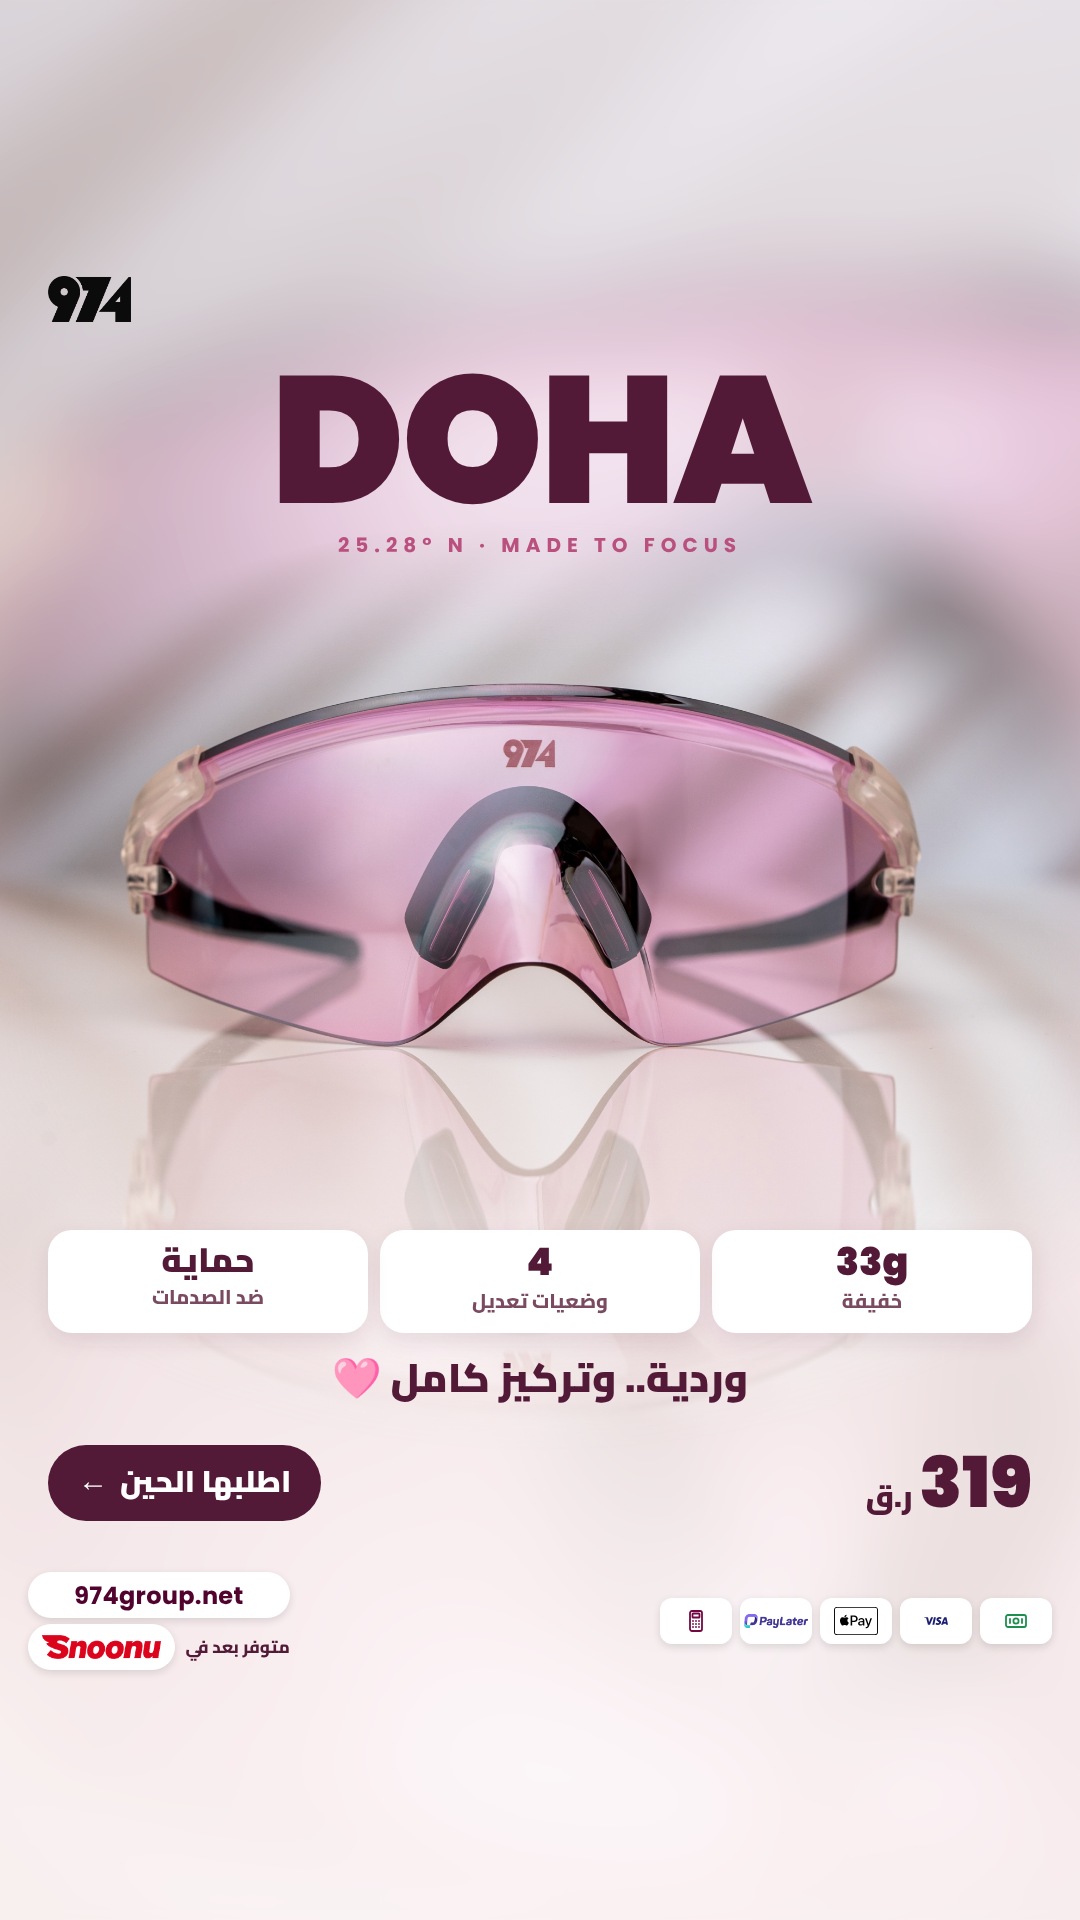 974
DOHA
25.28° N · MADE TO FOCUS
974
33g
خفيفة
4
وضعيات تعديل
حماية
ضد الصدمات
وردية.. وتركيز كامل 🩷
319 ر.ق
اطلبها الحين ←
974group.net
متوفر بعد في Snoonu
PayLater
Pay
VISA